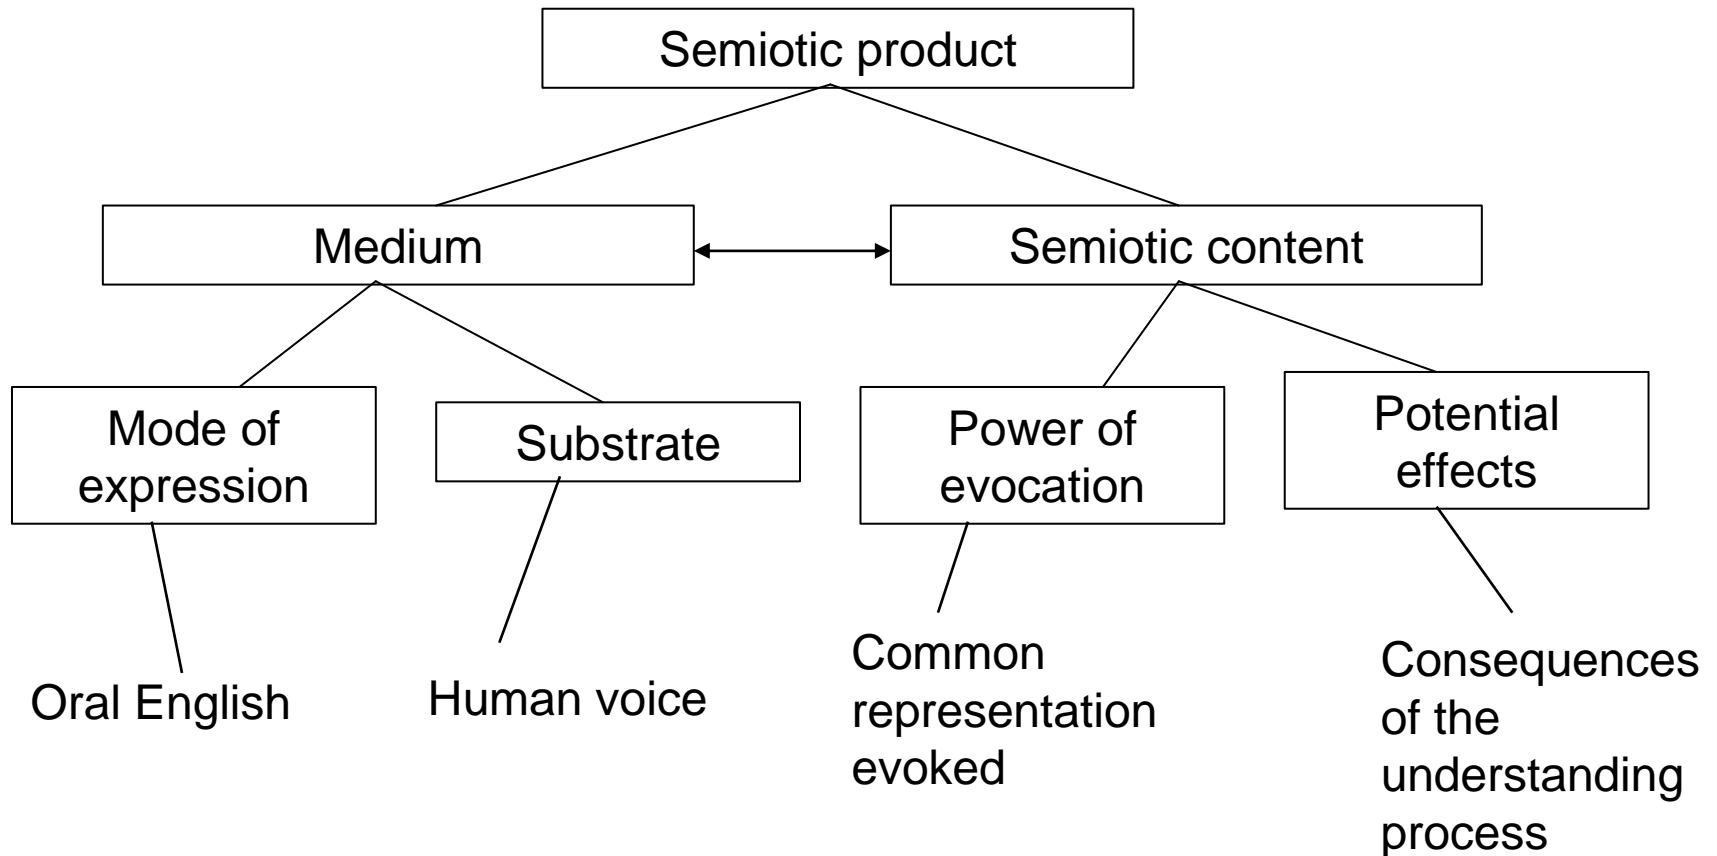 Semiotic product
Medium
Semiotic content
Mode of
expression
Substrate
Power of
evocation
Potential
effects
Oral English
Human voice
Common
representation
evoked
Consequences
of the
understanding
process